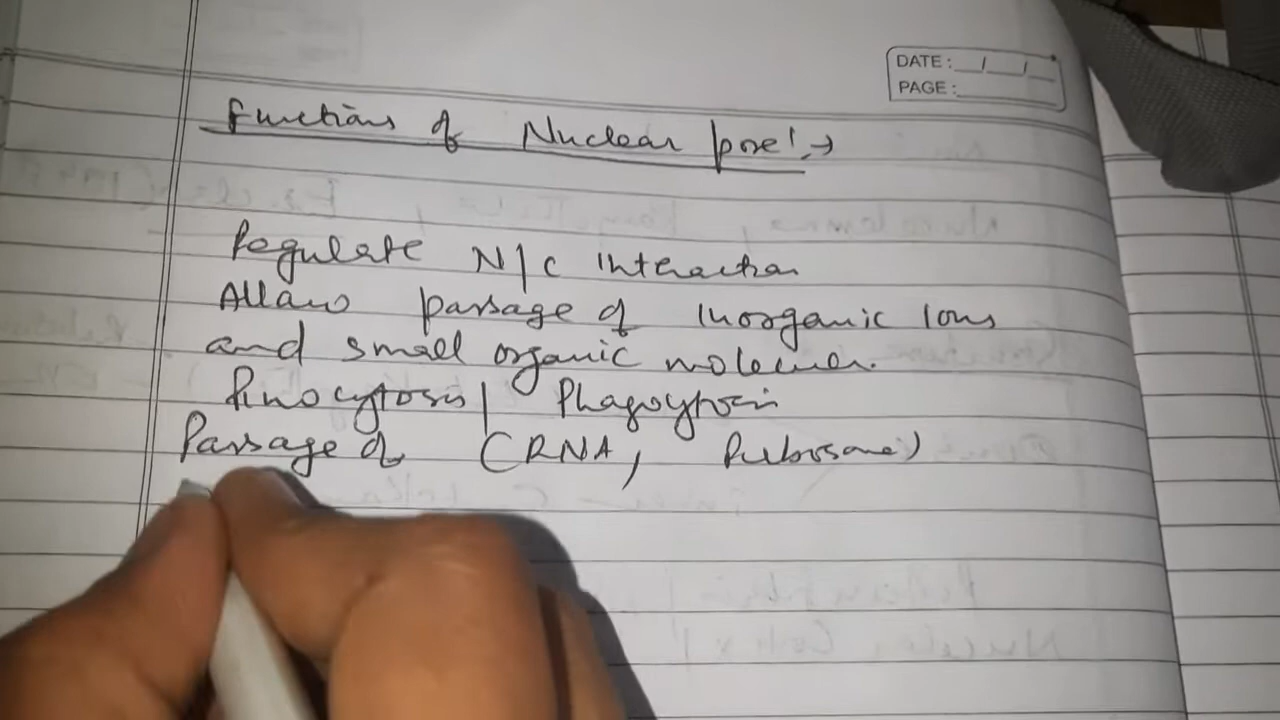 DATE: / /
PAGE:
Functions of Nuclear pore :→
Regulate N/C Interaction
Allow passage of Inorganic Ions
and small organic molecules.
Pinocytosis / Phagocytosis
Passage of (RNA, Ribosome)